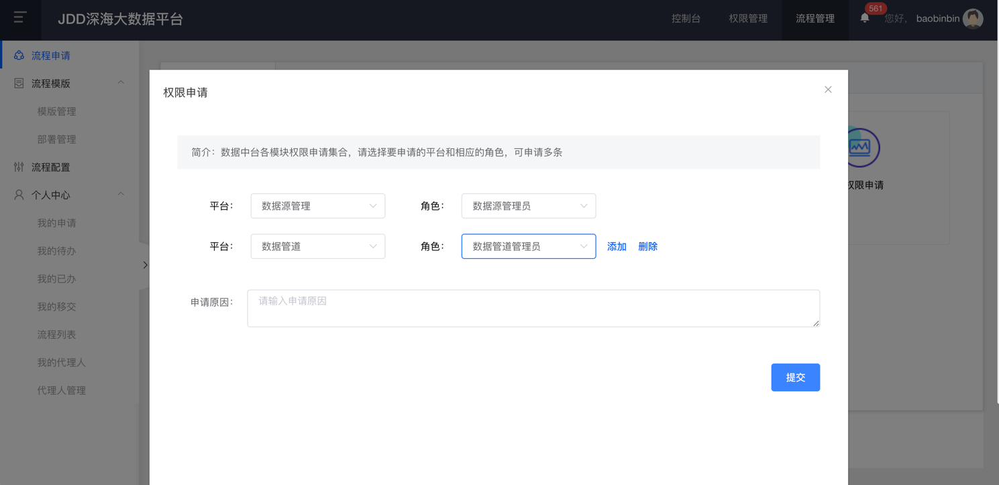 JDD深海大数据平台
控制台 权限管理 流程管理 561 您好， baobinbin
流程申请
流程模版
模版管理
部署管理
流程配置
个人中心
我的申请
我的待办
我的已办
我的移交
流程列表
我的代理人
代理人管理
权限申请
简介：数据中台各模块权限申请集合，请选择要申请的平台和相应的角色，可申请多条
平台： 数据源管理 角色： 数据源管理员
平台： 数据管道 角色： 数据管道管理员 添加 删除
申请原因： 请输入申请原因
提交
权限申请